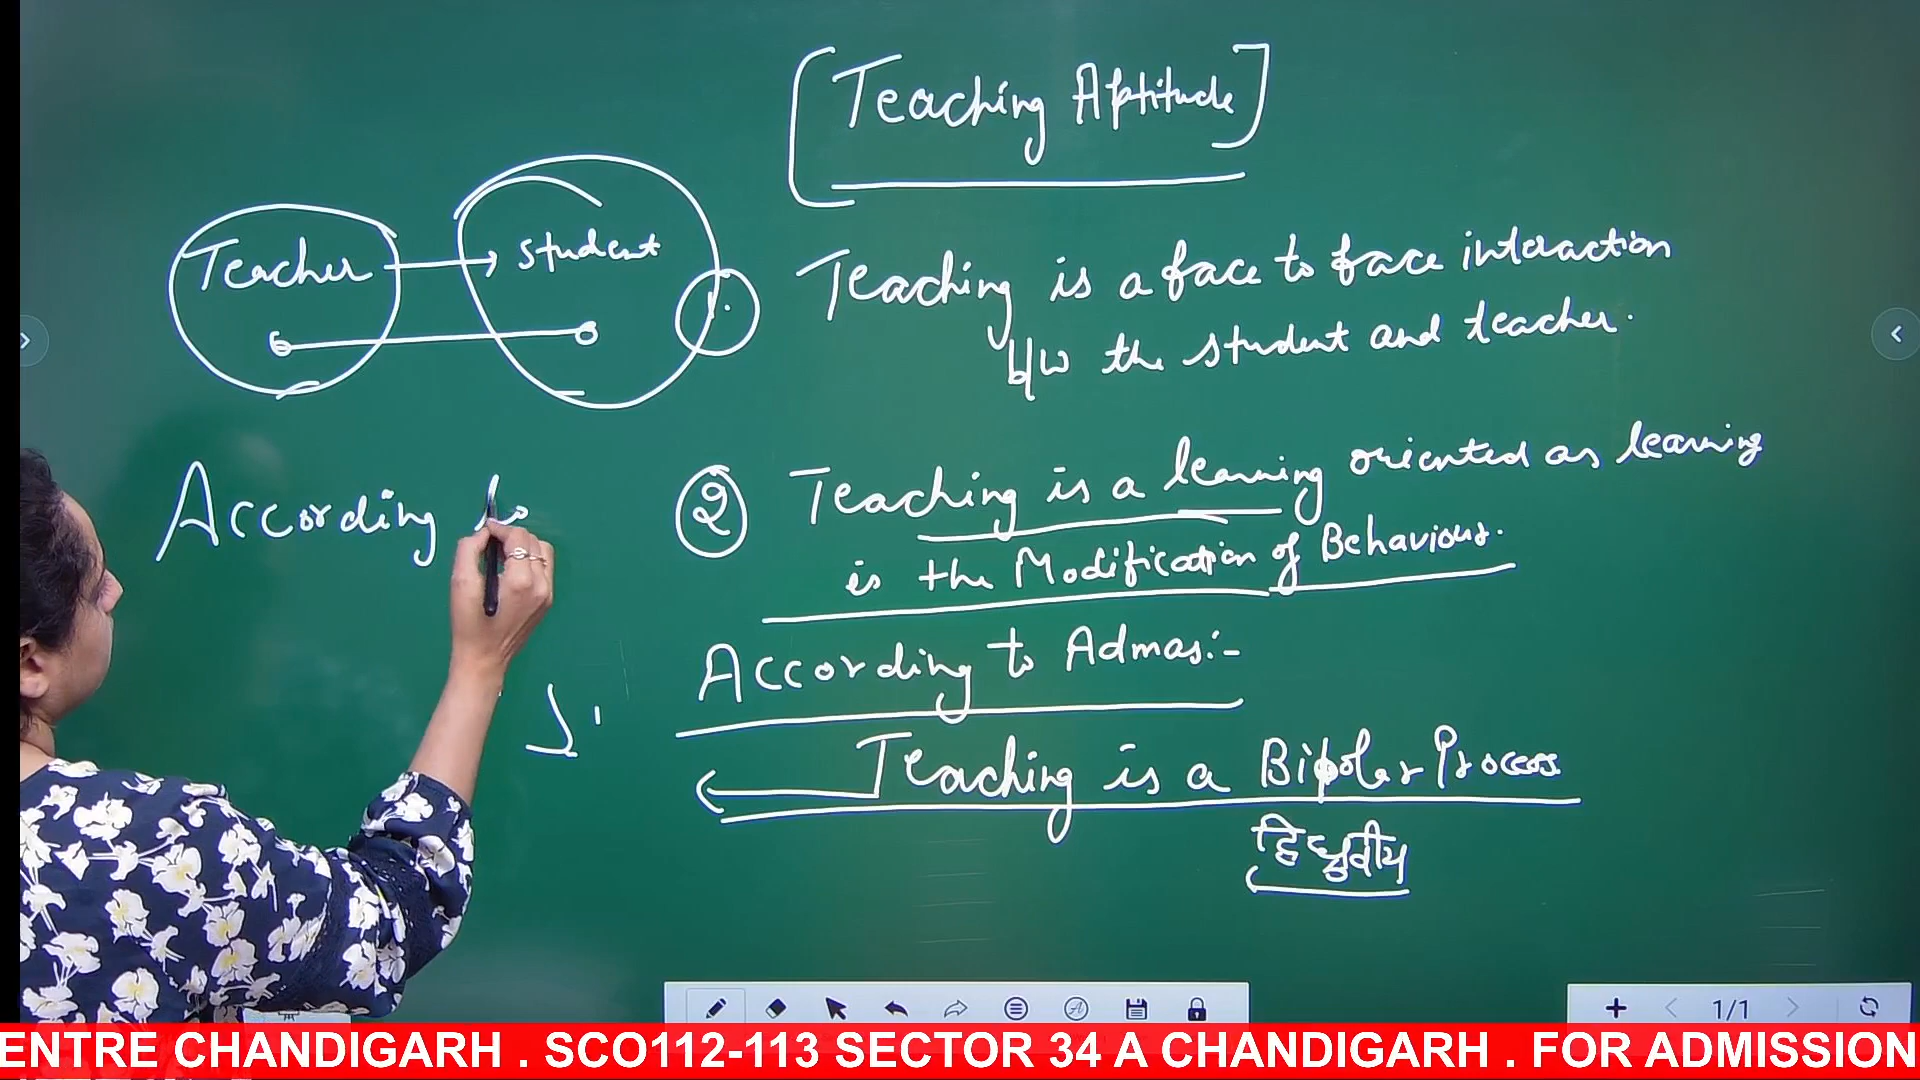 [Teaching Aptitude]
Teacher → student
1. Teaching is a face to face interaction
b/w the student and teacher.
According to
2 Teaching is a learning oriented as learning
is the Modification of Behaviour.
According to Admas:-
Teaching is a Bipolar Process
द्विध्रुवीय
1/1
ENTRE CHANDIGARH . SCO112-113 SECTOR 34 A CHANDIGARH . FOR ADMISSION